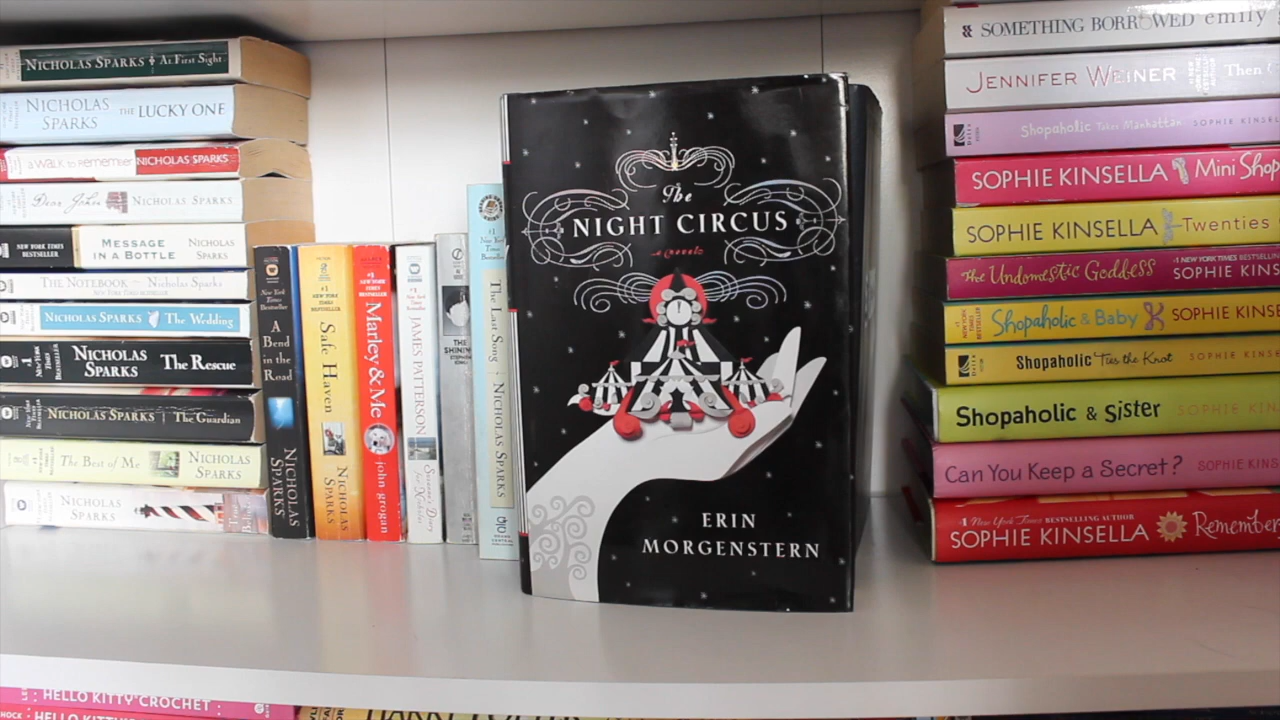 NICHOLAS SPARKS At First Sight
NICHOLAS SPARKS THE LUCKY ONE
a walk to remember NICHOLAS SPARKS
Dear John NICHOLAS SPARKS
NEW YORK TIMES BESTSELLER
MESSAGE IN A BOTTLE NICHOLAS SPARKS
THE NOTEBOOK Nicholas Sparks
NICHOLAS SPARKS The Wedding
NICHOLAS SPARKS The Rescue
NICHOLAS SPARKS The Guardian
The Best of Me NICHOLAS SPARKS
NICHOLAS SPARKS
A Bend in the Road
NICHOLAS SPARKS
Safe Haven
NICHOLAS SPARKS
Marley & Me
john grogan
JAMES PATTERSON
THE SHINING
The Last Song NICHOLAS SPARKS
The
NIGHT CIRCUS
a novel
ERIN
MORGENSTERN
SOMETHING BORROWED emily
JENNIFER WEINER Then
Shopaholic Takes Manhattan SOPHIE KINSEL
SOPHIE KINSELLA Mini Shop
SOPHIE KINSELLA Twenties
The Undomestic Goddess SOPHIE KINS
Shopaholic & Baby SOPHIE KINSE
Shopaholic Ties the Knot SOPHIE KINS
Shopaholic & Sister SOPHIE KINS
Can You Keep a Secret? SOPHIE KINS
#1 New York Times BESTSELLING AUTHOR
SOPHIE KINSELLA Remember
HELLO KITTY CROCHET